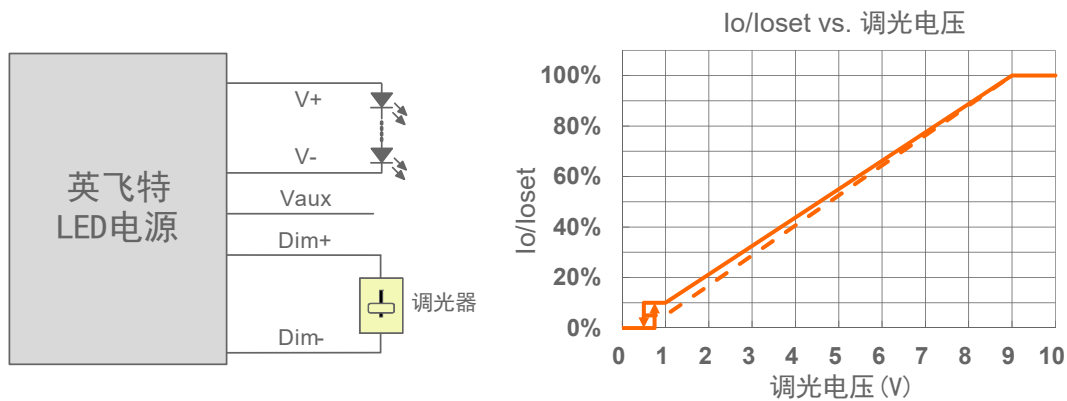 V+
V-
Vaux
Dim+
Dim-
英飞特
LED电源
调光器
Io/Ioset vs. 调光电压
Io/Ioset
100%
80%
60%
40%
20%
0%
0 1 2 3 4 5 6 7 8 9 10
调光电压(V)